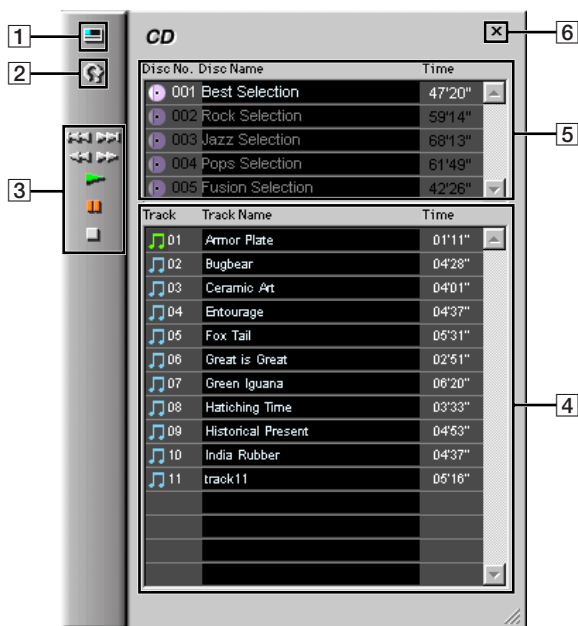 1
6
CD
2
Disc No. Disc Name Time
001 Best Selection 47'20"
002 Rock Selection 59'14"
003 Jazz Selection 68'13"
004 Pops Selection 61'49"
005 Fusion Selection 42'26"
5
3
Track Track Name Time
01 Armor Plate 01'11"
02 Bugbear 04'28"
03 Ceramic Art 04'01"
04 Entourage 04'37"
05 Fox Tail 05'31"
06 Great is Great 02'51"
07 Green Iguana 06'20"
08 Hatiching Time 03'33"
4
09 Historical Present 04'53"
10 India Rubber 04'37"
11 track11 05'16"